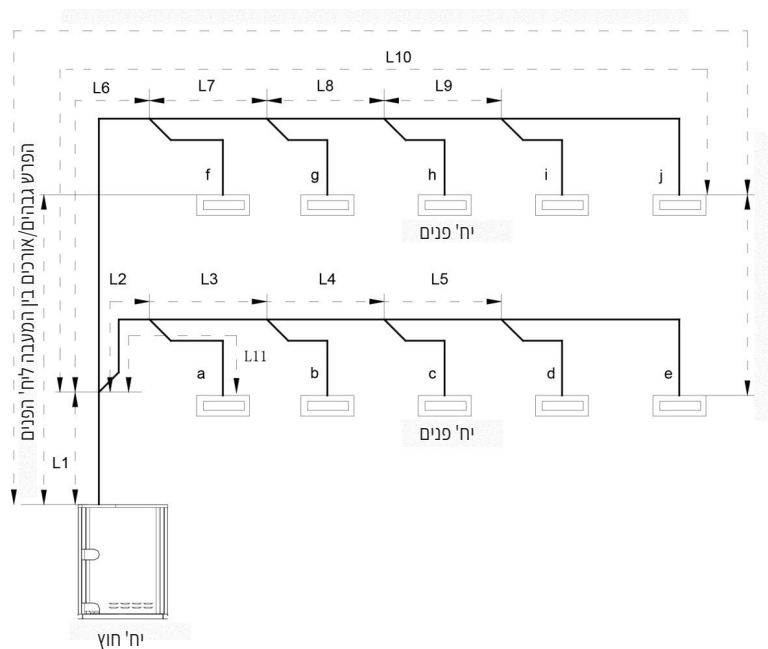 L10
L6
L7
L8
L9
f
g
h
i
j
יח' פנים
הפרש גבהים/אורכים בין המעבה ליח' הפנים
L2
L3
L4
L5
L11
a
b
c
d
e
יח' פנים
L1
יח' חוץ